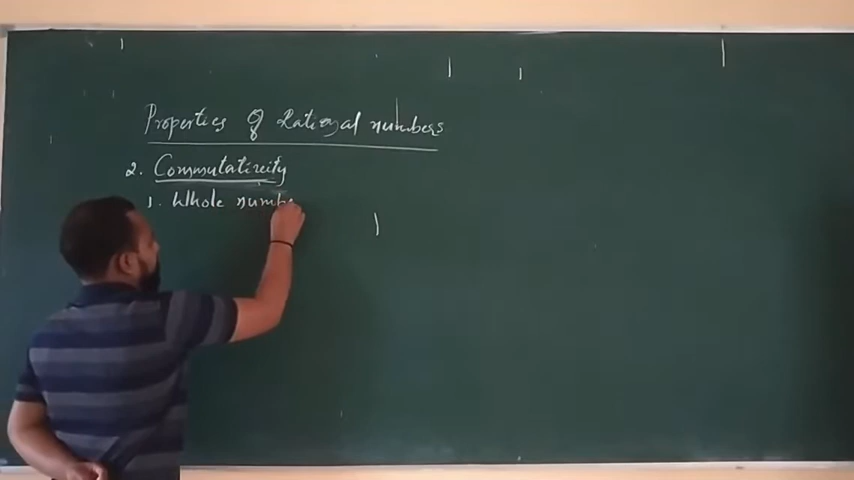 Properties of Rational numbers
2. Commutativity
1. Whole numb